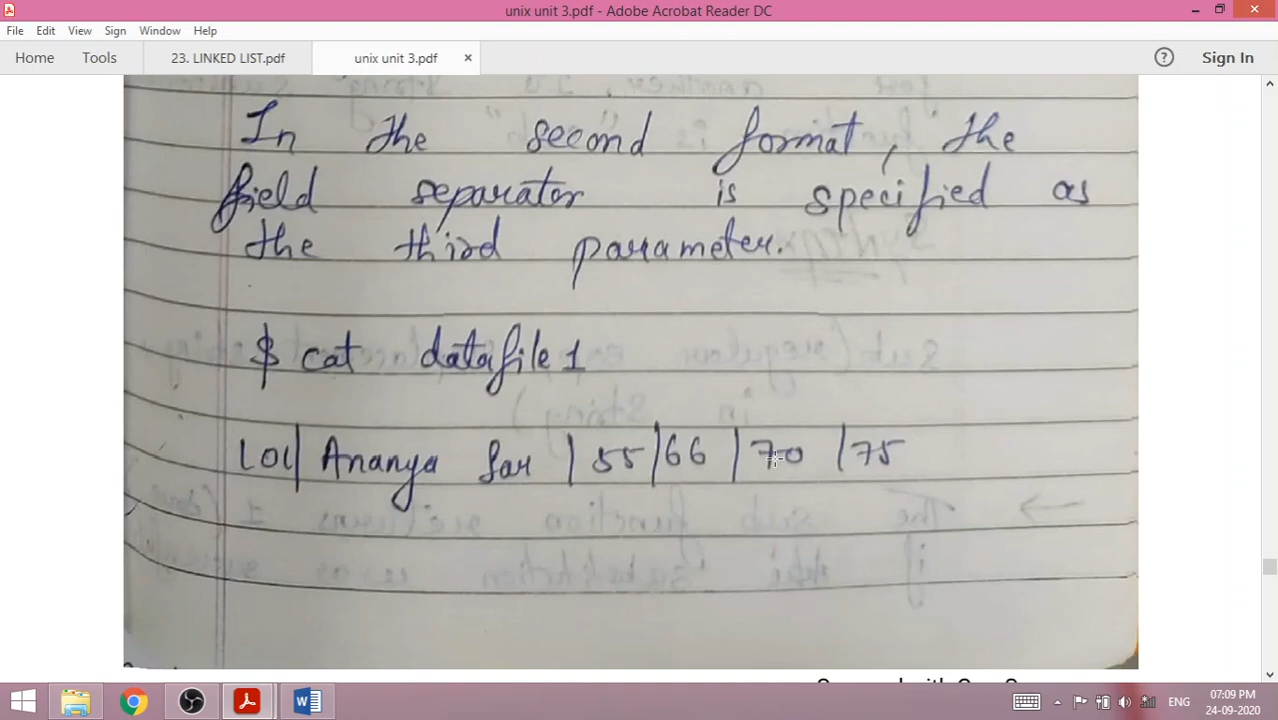 unix unit 3.pdf - Adobe Acrobat Reader DC
File Edit View Sign Window Help
Home Tools 23. LINKED LIST.pdf unix unit 3.pdf × ? Sign In
In the second format, the
field separator is specified as
the third parameter.
$ cat datafile 1
101| Ananya Sar | 55|66 |70 |75
ENG 07:09 PM
24-09-2020